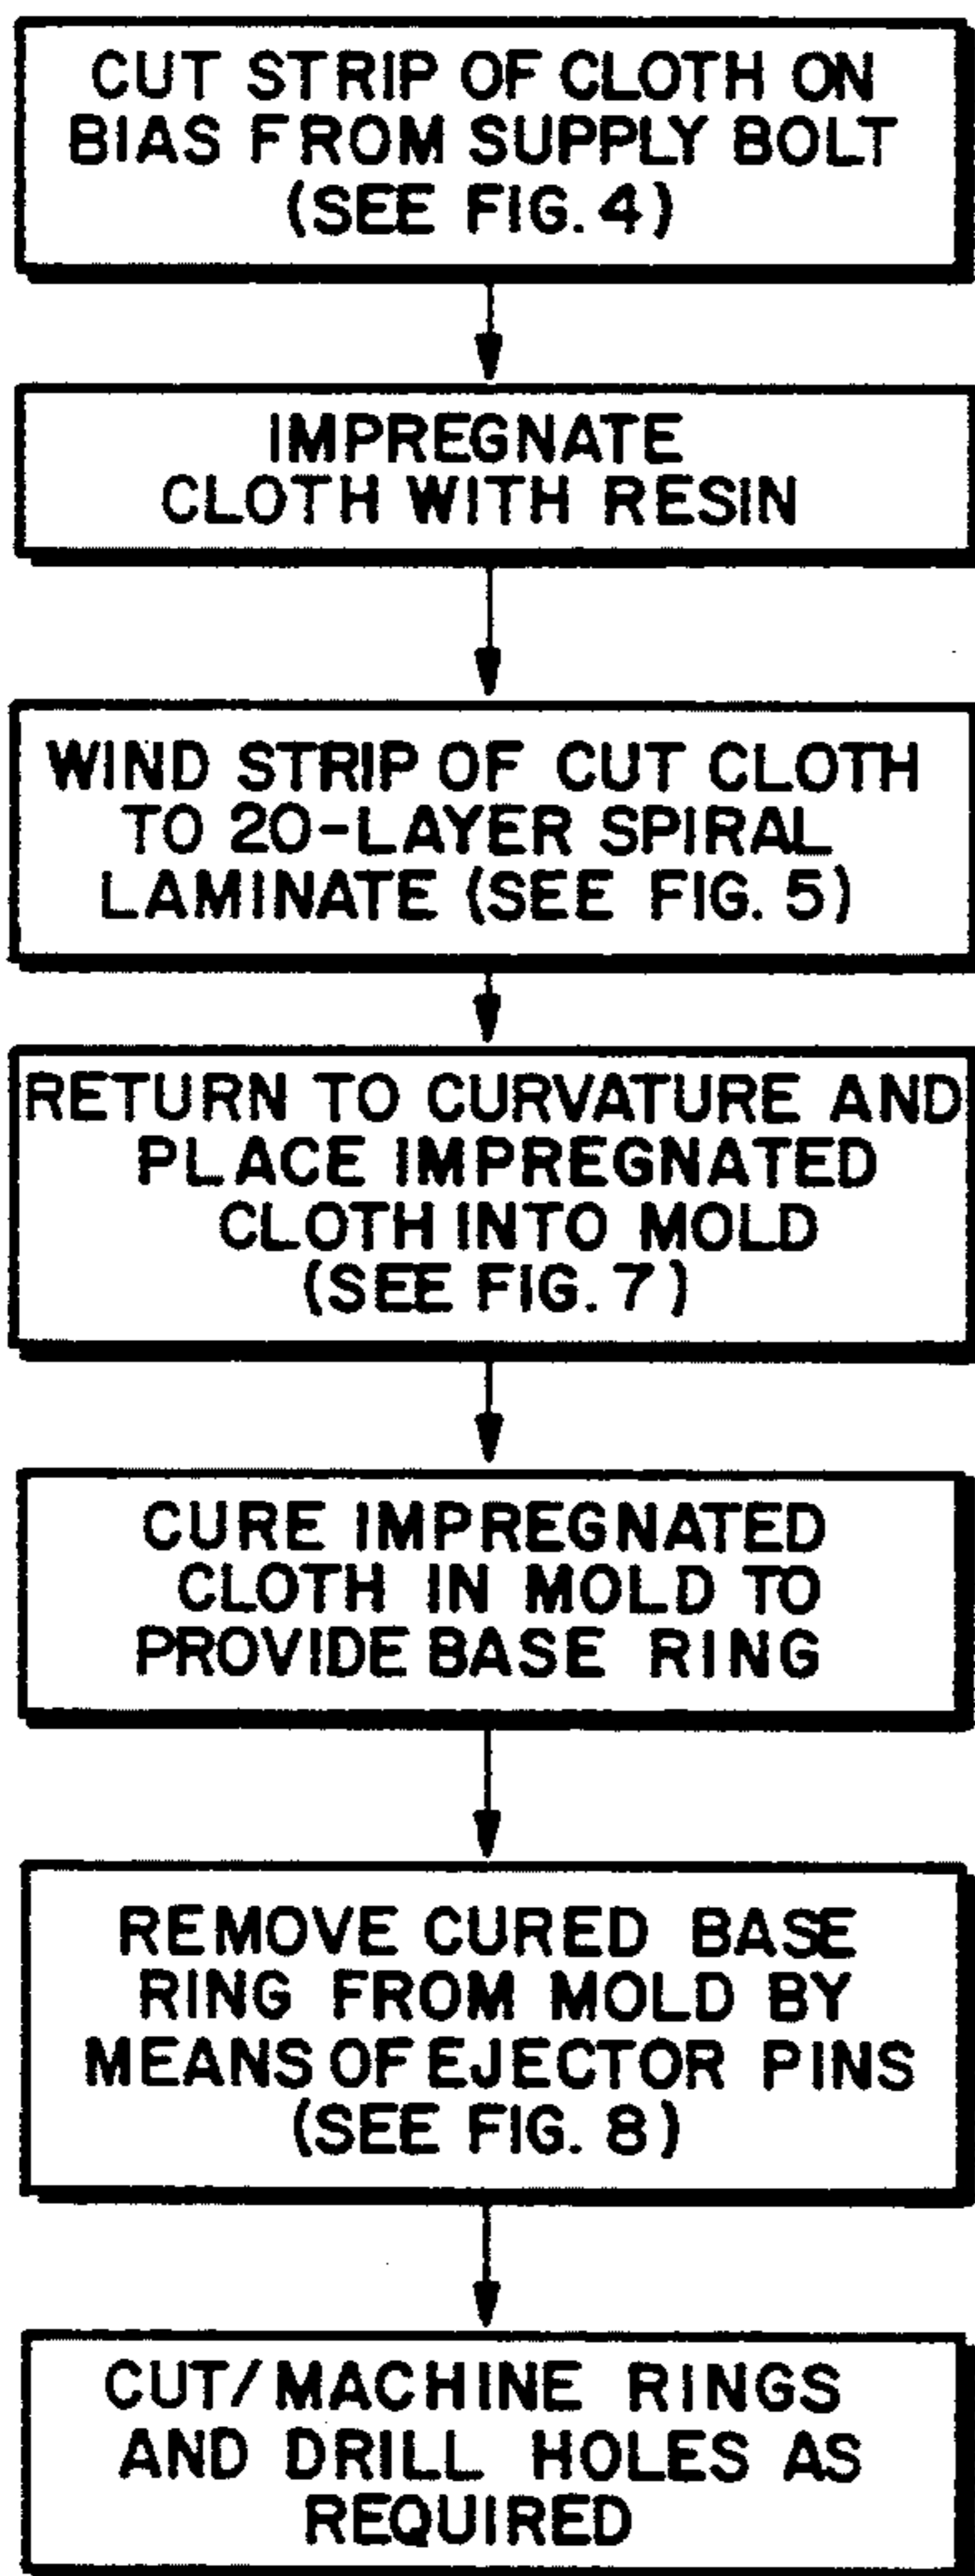 CUT STRIP OF CLOTH ON
BIAS FROM SUPPLY BOLT
(SEE FIG. 4)
IMPREGNATE
CLOTH WITH RESIN
WIND STRIP OF CUT CLOTH
TO 20-LAYER SPIRAL
LAMINATE (SEE FIG. 5)
RETURN TO CURVATURE AND
PLACE IMPREGNATED
CLOTH INTO MOLD
(SEE FIG. 7)
CURE IMPREGNATED
CLOTH IN MOLD TO
PROVIDE BASE RING
REMOVE CURED BASE
RING FROM MOLD BY
MEANS OF EJECTOR PINS
(SEE FIG. 8)
CUT/MACHINE RINGS
AND DRILL HOLES AS
REQUIRED